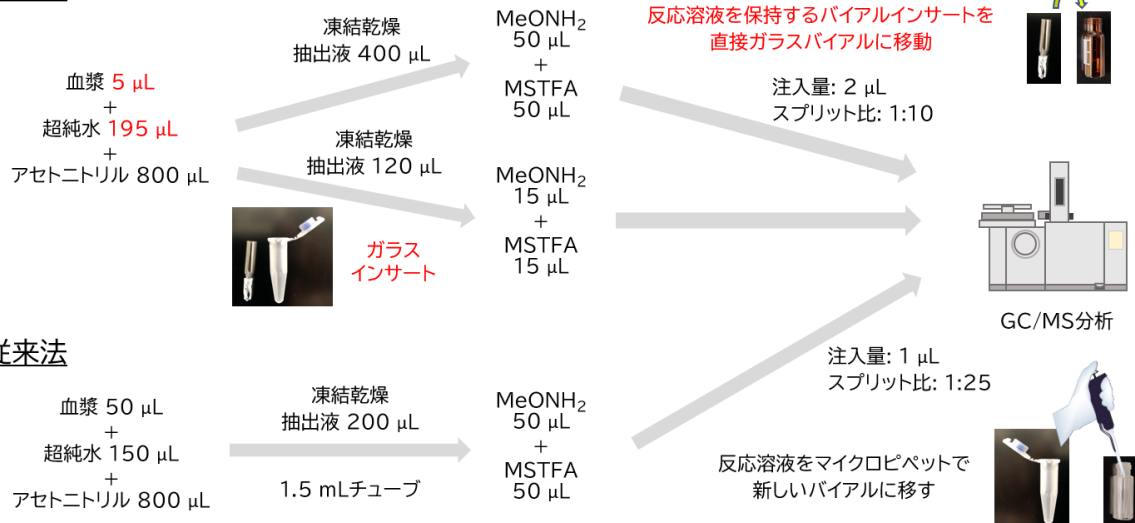 血漿 5 μL
+
超純水 195 μL
+
アセトニトリル 800 μL
凍結乾燥
抽出液 400 μL
MeONH2
50 μL
+
MSTFA
50 μL
反応溶液を保持するバイアルインサートを
直接ガラスバイアルに移動
注入量: 2 μL
スプリット比: 1:10
凍結乾燥
抽出液 120 μL
ガラス
インサート
MeONH2
15 μL
+
MSTFA
15 μL
GC/MS分析
従来法
血漿 50 μL
+
超純水 150 μL
+
アセトニトリル 800 μL
凍結乾燥
抽出液 200 μL
1.5 mLチューブ
MeONH2
50 μL
+
MSTFA
50 μL
注入量: 1 μL
スプリット比: 1:25
反応溶液をマイクロピペットで
新しいバイアルに移す